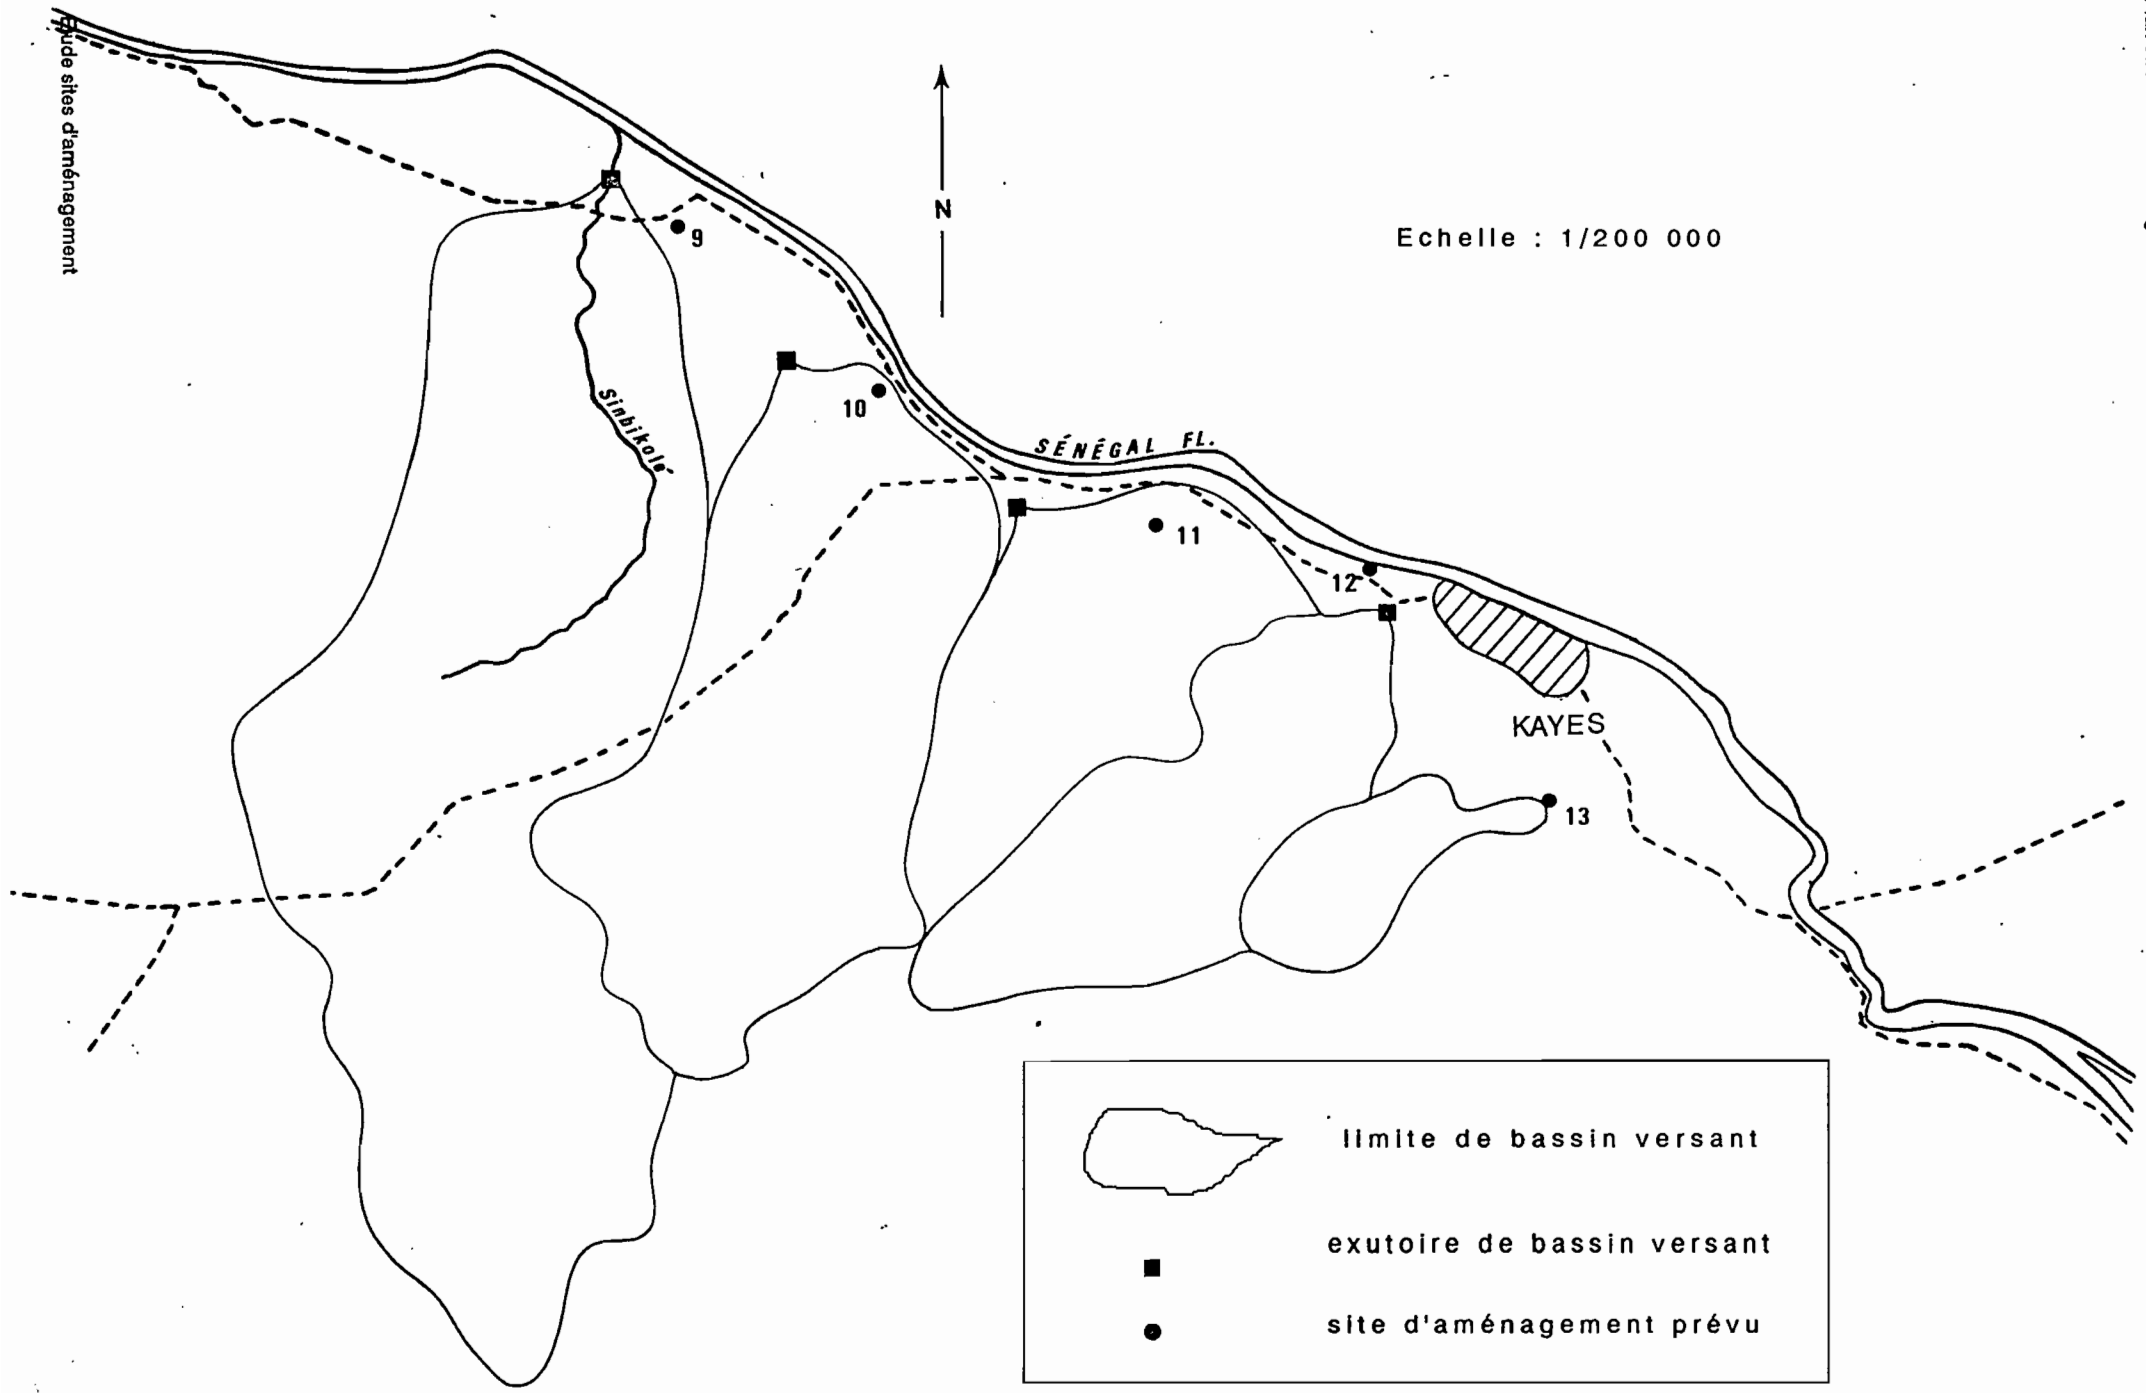 Etude sites d'aménagement
N
Echelle : 1/200 000
9
Sinbikolé
10
SÉNÉGAL FL.
11
12
KAYES
13
limite de bassin versant
exutoire de bassin versant
site d'aménagement prévu